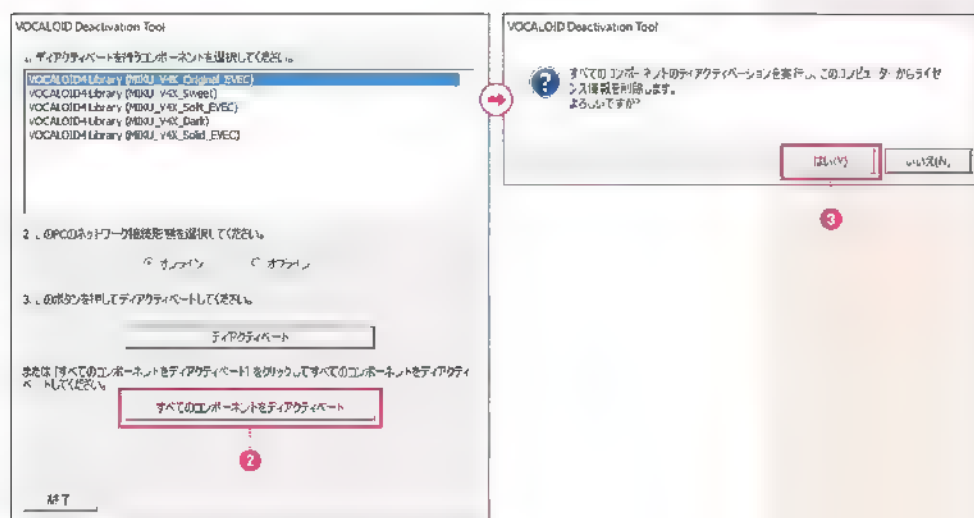 VOCALOID Deactivation Tool
1. ディアクティベートを行うコンポーネントを選択してください。
VOCALOID4 Library (MIKU_V4X_Original_EVEC)
VOCALOID4 Library (MIKU_V4X_Sweet)
VOCALOID4 Library (MIKU_V4X_Soft_EVEC)
VOCALOID4 Library (MIKU_V4X_Dark)
VOCALOID4 Library (MIKU_V4X_Solid_EVEC)
2. このPCのネットワーク接続形態を選択してください。
オンライン オフライン
3. このボタンを押してディアクティベートしてください。
ディアクティベート
または「すべてのコンポーネントをディアクティベート」をクリックしてすべてのコンポーネントをディアクティ
ベートしてください。
すべてのコンポーネントをディアクティベート
2
終了
VOCALOID Deactivation Tool
すべてのコンポーネントのディアクティベーションを実行し、このコンピューターからライセ
ンス情報を削除します。
よろしいですか?
はい(Y) いいえ(N)
3